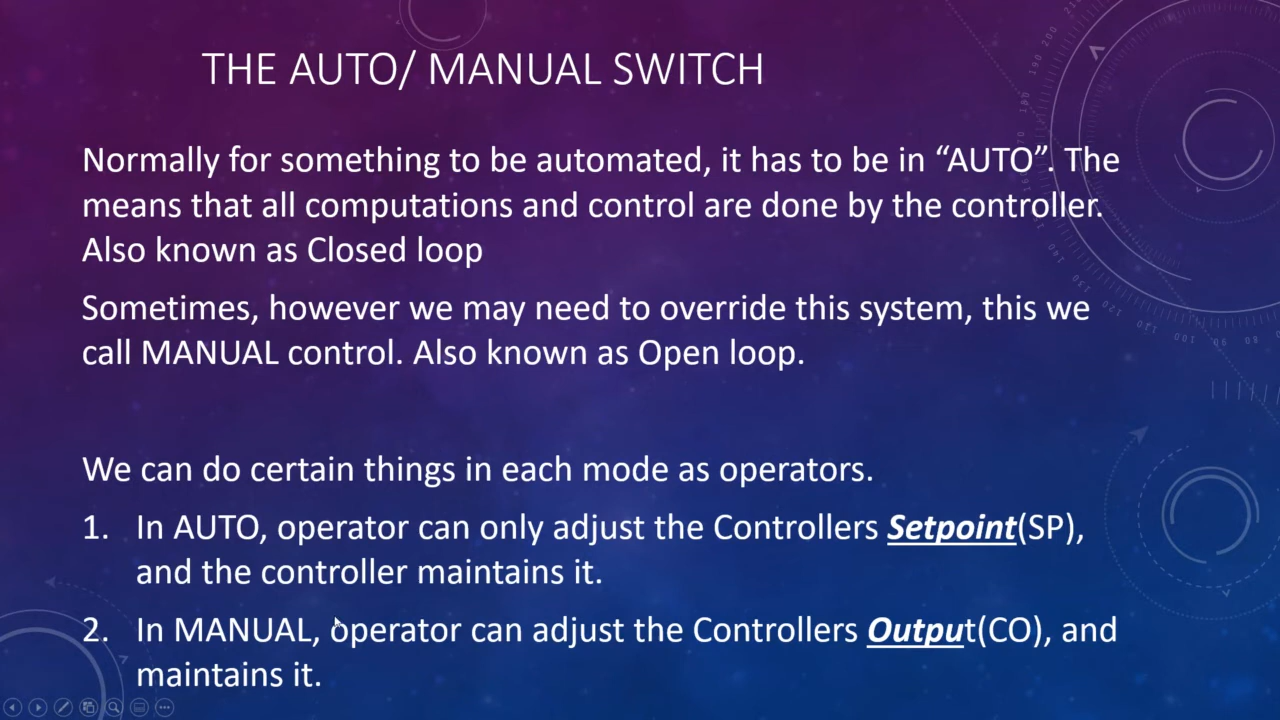 THE AUTO/ MANUAL SWITCH
Normally for something to be automated, it has to be in “AUTO”. The
means that all computations and control are done by the controller.
Also known as Closed loop
Sometimes, however we may need to override this system, this we
call MANUAL control. Also known as Open loop.
We can do certain things in each mode as operators.
1. In AUTO, operator can only adjust the Controllers Setpoint(SP),
and the controller maintains it.
2. In MANUAL, operator can adjust the Controllers Output(CO), and
maintains it.